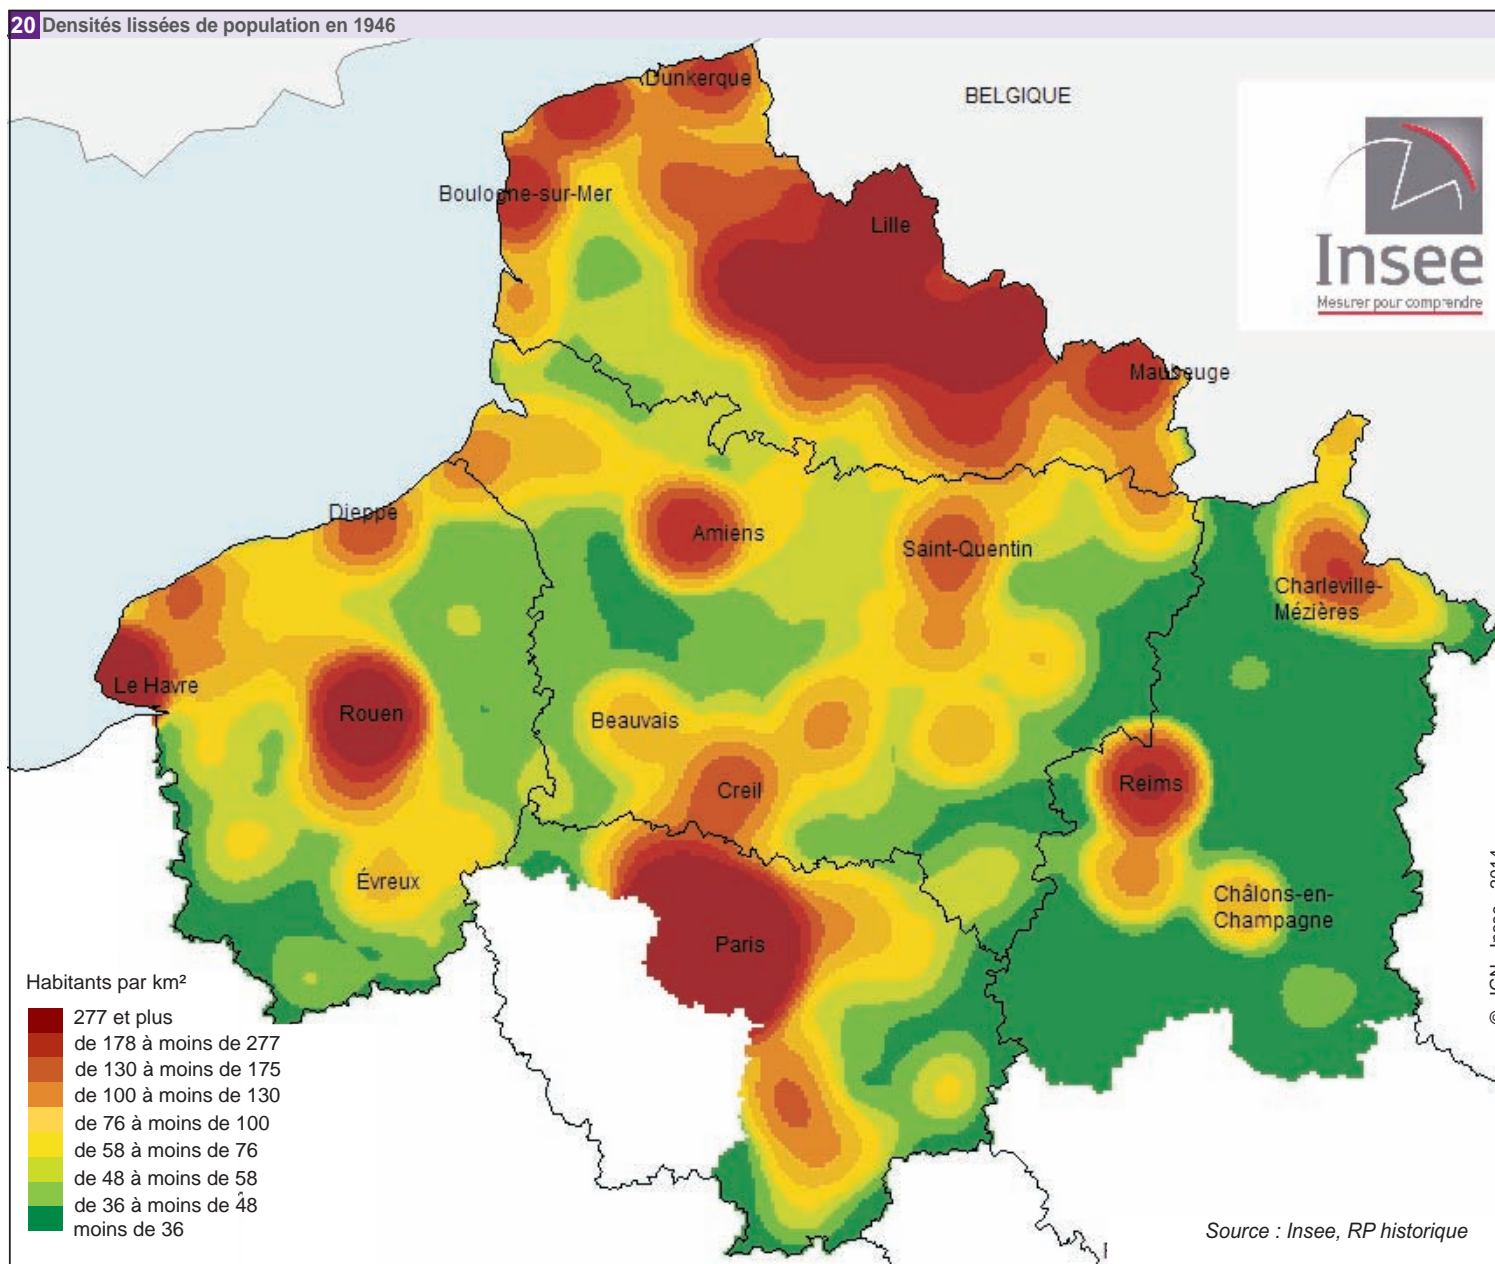 20 Densités lissées de population en 1946
Dunkerque
BELGIQUE
Boulogne-sur-Mer
Lille
Insee
Mesurer pour comprendre
Maubeuge
Dieppe
Amiens
Saint-Quentin
Charleville-
Mézières
Le Havre
Rouen
Beauvais
Creil
Reims
Évreux
Châlons-en-
Champagne
Paris
© IGN - Insee 2014
Habitants par km²
277 et plus
de 178 à moins de 277
de 130 à moins de 175
de 100 à moins de 130
de 76 à moins de 100
de 58 à moins de 76
de 48 à moins de 58
de 36 à moins de 48
moins de 36
Source : Insee, RP historique